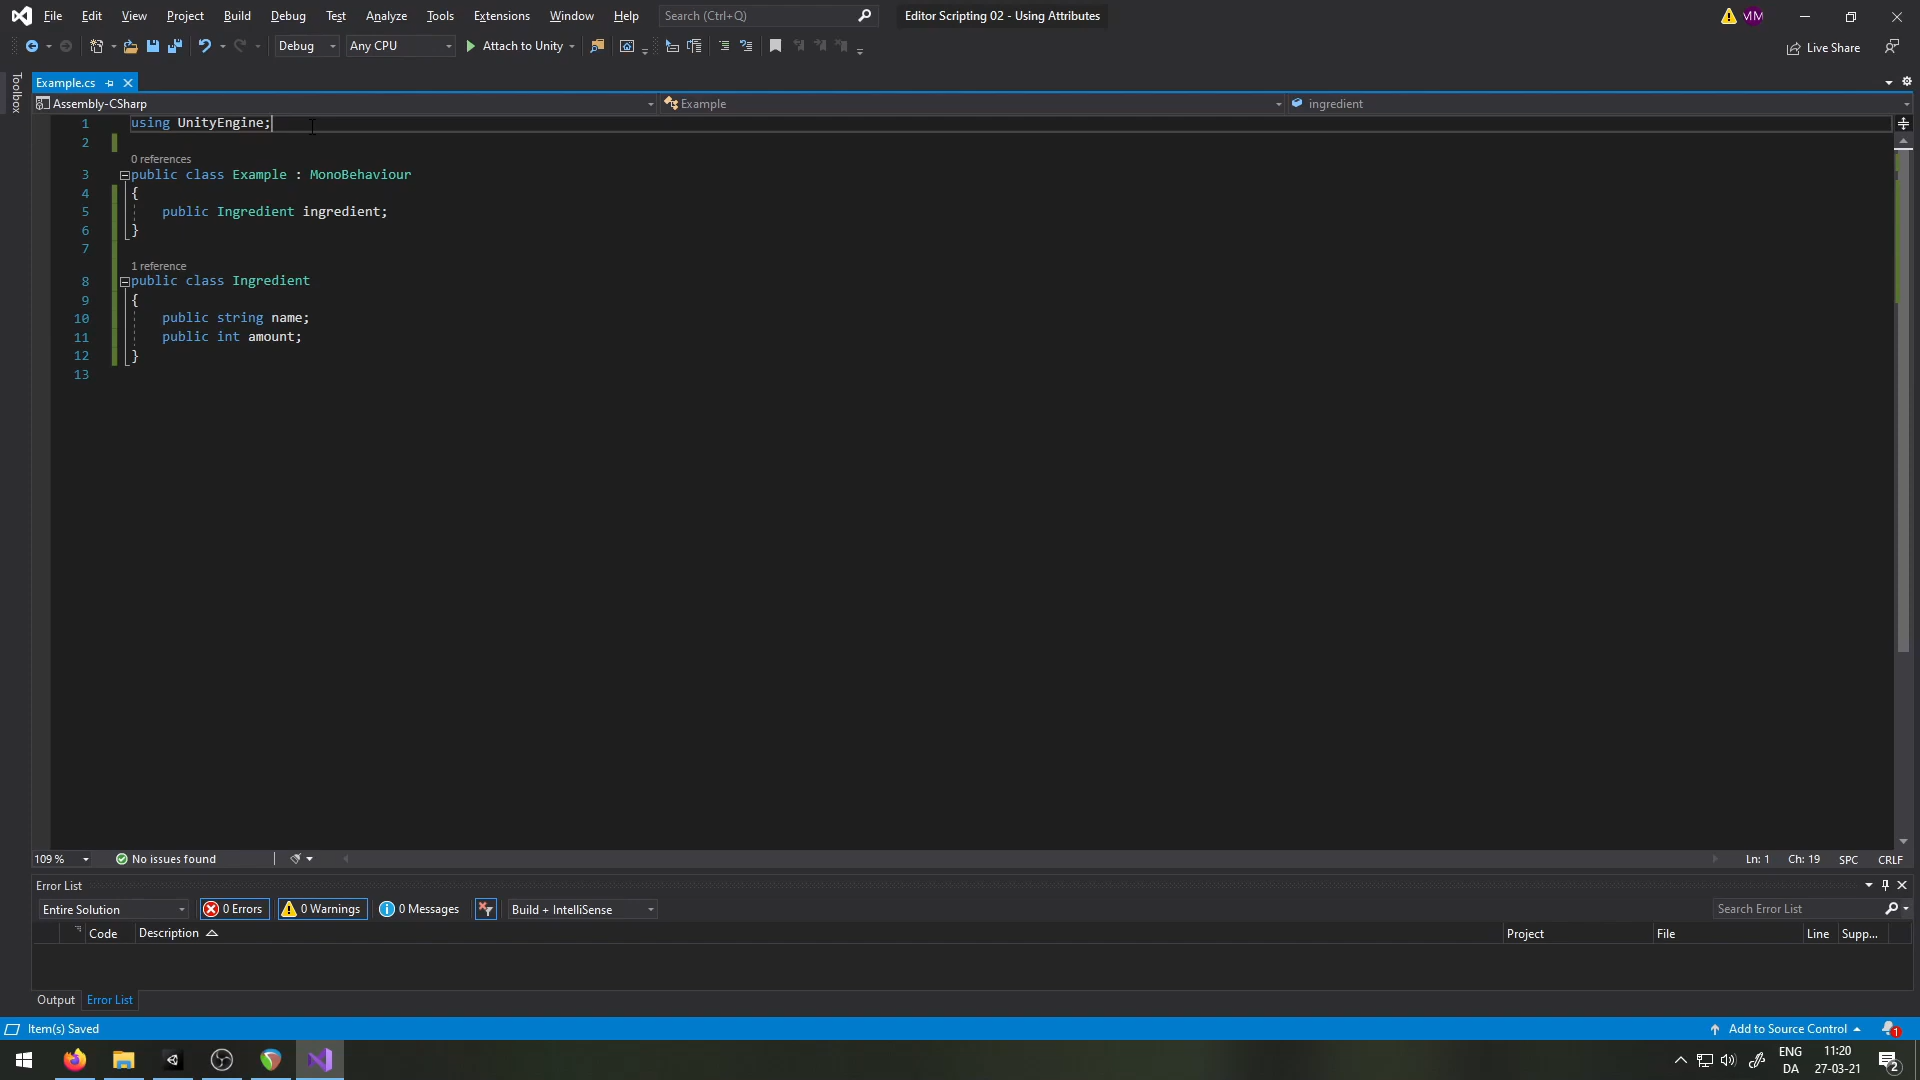 File Edit View Project Build Debug Test Analyze Tools Extensions Window Help Search (Ctrl+Q) Editor Scripting 02 - Using Attributes MM
Debug Any CPU Attach to Unity Live Share
Toolbox
Example.cs
Assembly-CSharp Example ingredient
1 using UnityEngine;
2
0 references
3 public class Example : MonoBehaviour
4 {
5 public Ingredient ingredient;
6 }
7
1 reference
8 public class Ingredient
9 {
10 public string name;
11 public int amount;
12 }
13
109 % No issues found Ln: 1 Ch: 19 SPC CRLF
Error List
Entire Solution 0 Errors 0 Warnings 0 Messages Build + IntelliSense Search Error List
Code Description Project File Line Supp...
Output Error List
Item(s) Saved Add to Source Control 1
ENG 11:20
DA 27-03-21 2